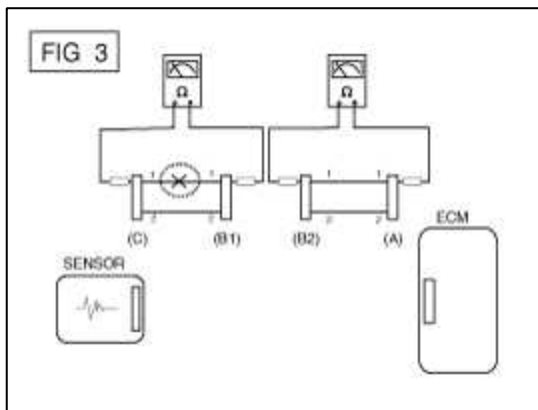 FIG 3
Ω Ω
1 1 1 1
2 2 2 2
(C) (B1) (B2) (A)
ECM
SENSOR